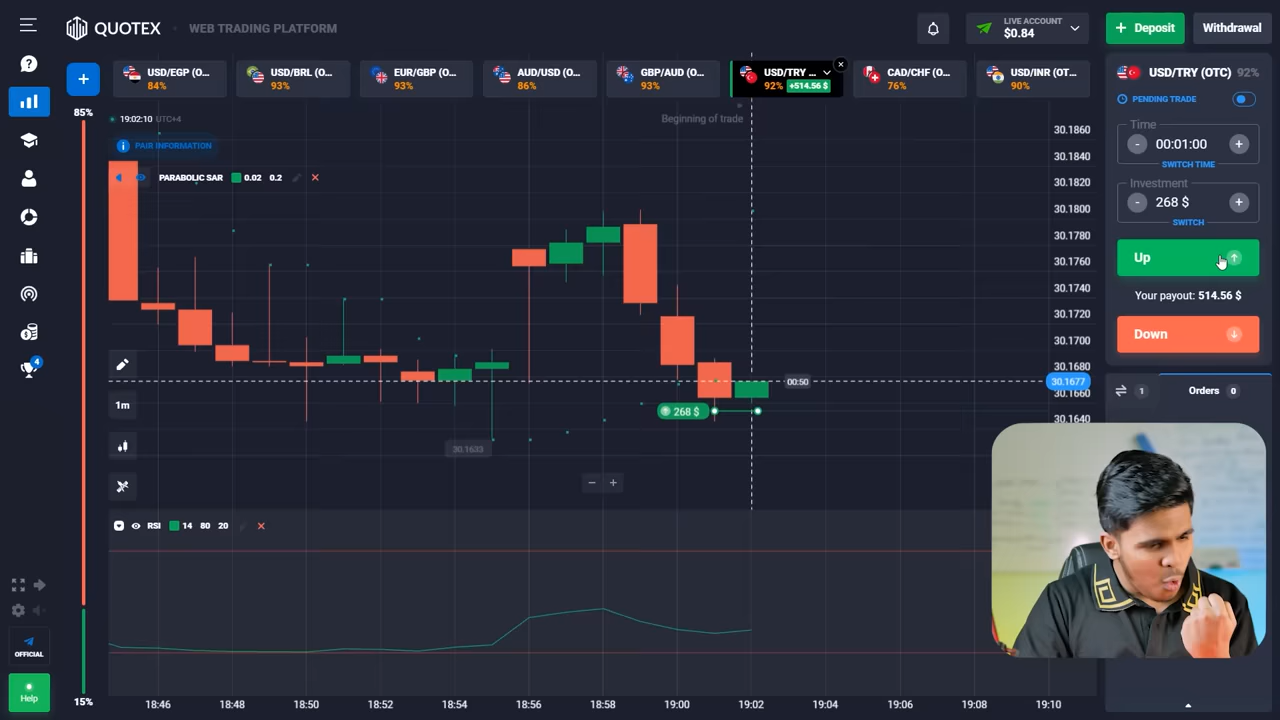 QUOTEX
WEB TRADING PLATFORM
LIVE ACCOUNT
$0.84
Deposit
Withdrawal
USD/EGP (O...
84%
USD/BRL (O...
93%
EUR/GBP (O...
93%
AUD/USD (O...
86%
GBP/AUD (O...
93%
USD/TRY ...
92% +514.56 $
CAD/CHF (O...
76%
USD/INR (OT...
90%
USD/TRY (OTC) 92%
PENDING TRADE
Time
- 00:01:00 +
SWITCH TIME
Investment
- 268 $ +
SWITCH
Up
Your payout: 514.56 $
Down
1
Orders 0
85%
19:02:10 UTC+4
Beginning of trade
PAIR INFORMATION
PARABOLIC SAR 0.02 0.2
30.1860
30.1840
30.1820
30.1800
30.1780
30.1760
30.1740
30.1720
30.1700
30.1680
30.1677
30.1660
30.1640
00:50
268 $
1m
30.1633
RSI 14 80 20
4
OFFICIAL
Help
15%
18:46 18:48 18:50 18:52 18:54 18:56 18:58 19:00 19:02 19:04 19:06 19:08 19:10